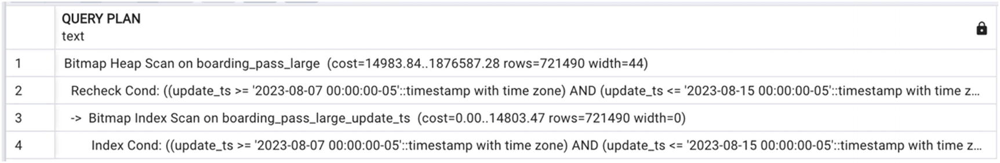 QUERY PLAN
text
1 Bitmap Heap Scan on boarding_pass_large (cost=14983.84..1876587.28 rows=721490 width=44)
2 Recheck Cond: ((update_ts >= '2023-08-07 00:00:00-05'::timestamp with time zone) AND (update_ts <= '2023-08-15 00:00:00-05'::timestamp with time z...
3 -> Bitmap Index Scan on boarding_pass_large_update_ts (cost=0.00..14803.47 rows=721490 width=0)
4 Index Cond: ((update_ts >= '2023-08-07 00:00:00-05'::timestamp with time zone) AND (update_ts <= '2023-08-15 00:00:00-05'::timestamp with time z...